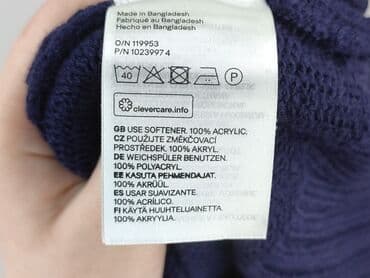 Made in Bangladesh
Fabriqué au Bangladesh
Hecho en Bangladesh
O/N 119953
P/N 10239974
40 P
clevercare.info
GB USE SOFTENER. 100% ACRYLIC.
CZ POUŽIJTE ZMĚKČOVACÍ
PROSTŘEDEK. 100% AKRYL.
DE WEICHSPÜLER BENUTZEN.
100% POLYACRYL.
EE KASUTA PEHMENDAJAT.
100% AKRÜÜL.
ES USAR SUAVIZANTE.
100% ACRÍLICO.
FI KÄYTÄ HUUHTELUAINETTA.
100% AKRYYLIA.